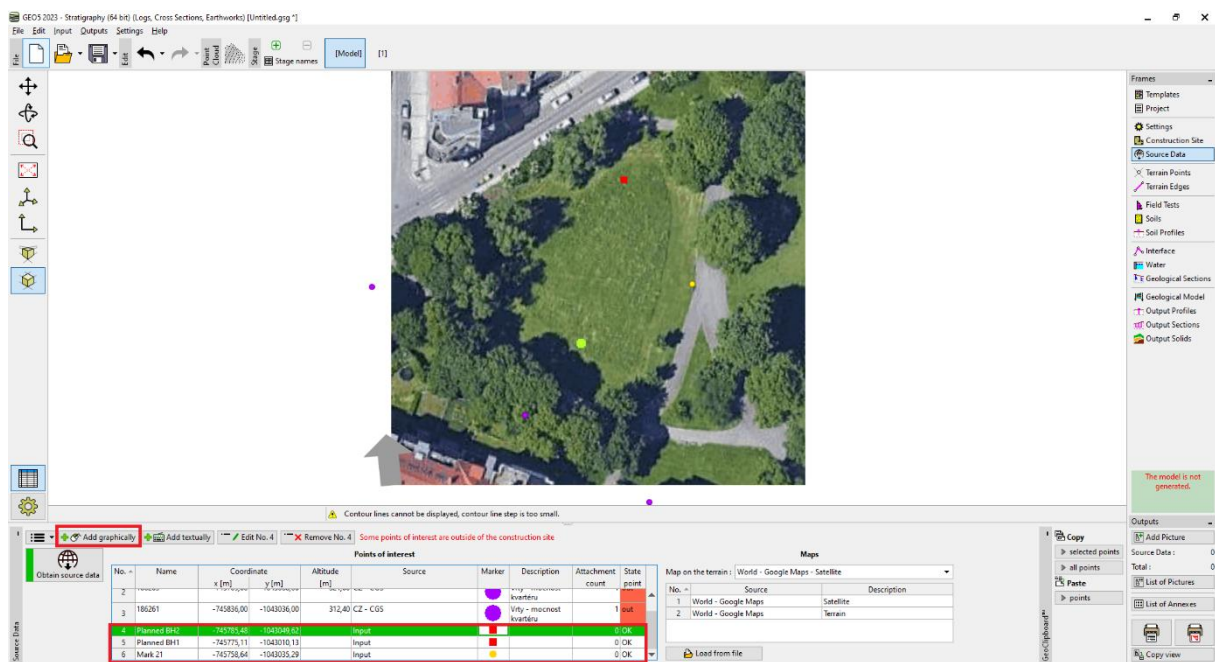 GEO5 2023 - Stratigraphy (64 bit) (Logs, Cross Sections, Earthworks) [Untitled.gsg *]
File Edit Input Outputs Settings Help
File
Edit
Point Cloud
Stage
Stage names
[Model]
[1]
Frames
Templates
Project
Settings
Construction Site
Source Data
Terrain Points
Terrain Edges
Field Tests
Soils
Soil Profiles
Interface
Water
Geological Sections
Geological Model
Output Profiles
Output Sections
Output Solids
The model is not
generated.
Contour lines cannot be displayed, contour line step is too small.
Add graphically Add textually Edit No. 4 Remove No. 4 Some points of interest are outside of the construction site
Obtain source data
Points of interest
No. Name Coordinate Altitude Source Marker Description Attachment State
x [m] y [m] [m] count point
2
kvartéru
3 186261 -745836,00 -1043036,00 312,40 CZ - CGS Vrty - mocnost 1 out
kvartéru
4 Planned BH2 -745785,48 -1043049,62 Input 0 OK
5 Planned BH1 -745775,11 -1043010,13 Input 0 OK
6 Mark 21 -745758,64 -1043035,29 Input 0 OK
Maps
Map on the terrain : World - Google Maps - Satellite
No. Source Description
1 World - Google Maps Satellite
2 World - Google Maps Terrain
Load from file
Source Data
GeoClipboard™
Copy
selected points
all points
Paste
points
Outputs
Add Picture
Source Data : 0
Total : 0
List of Pictures
List of Annexes
Copy view